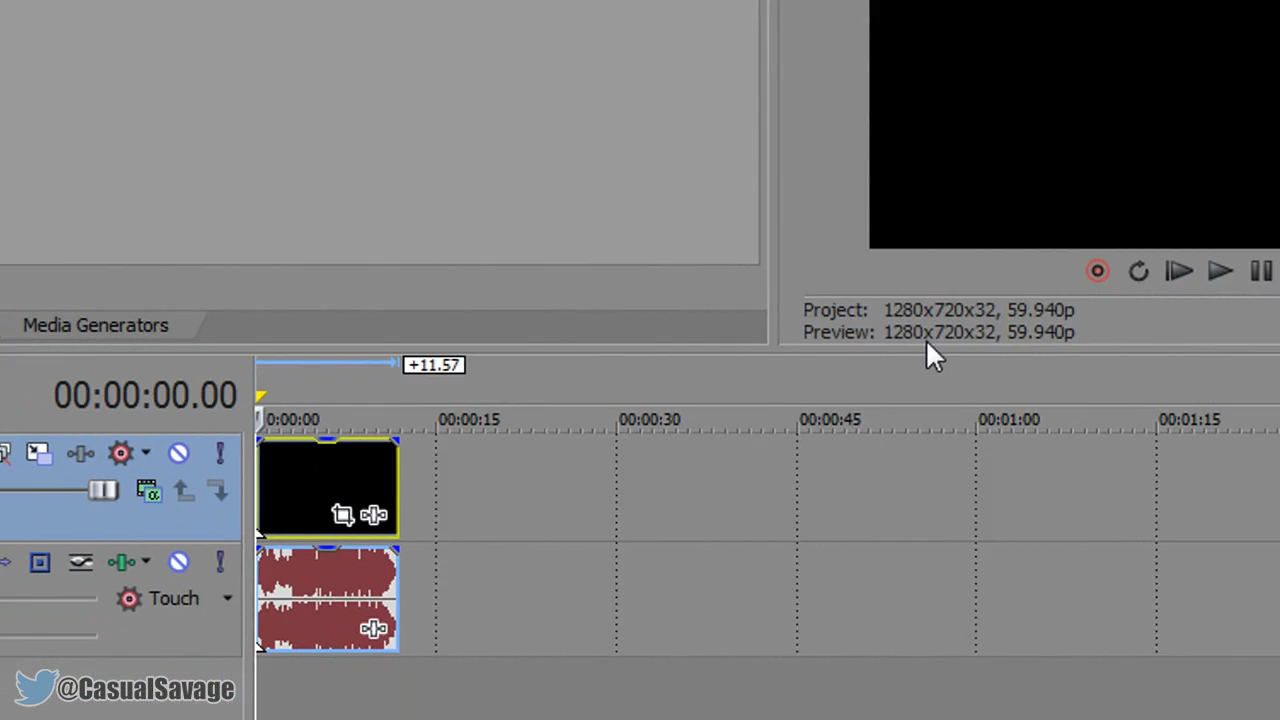 Project: 1280x720x32, 59.940p
Preview: 1280x720x32, 59.940p
Media Generators
+11.57
00:00:00.00
0:00:00 00:00:15 00:00:30 00:00:45 00:01:00 00:01:15
Touch
@CasualSavage